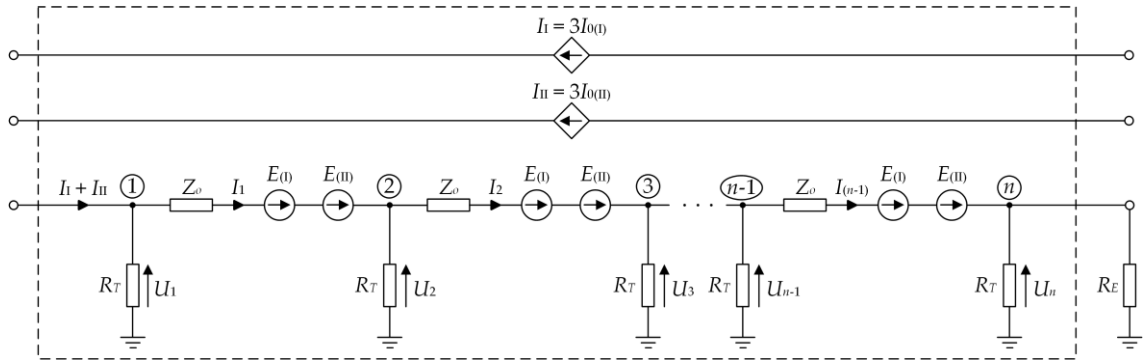 I_I = 3I_0(I)
I_II = 3I_0(II)
I_I + I_II 1 Z_o I_1 E_(I) E_(II) 2 Z_o I_2 E_(I) E_(II) 3 . . . n-1 Z_o I_(n-1) E_(I) E_(II) n
R_T U_1 R_T U_2 R_T U_3 R_T U_n-1 R_T U_n R_E